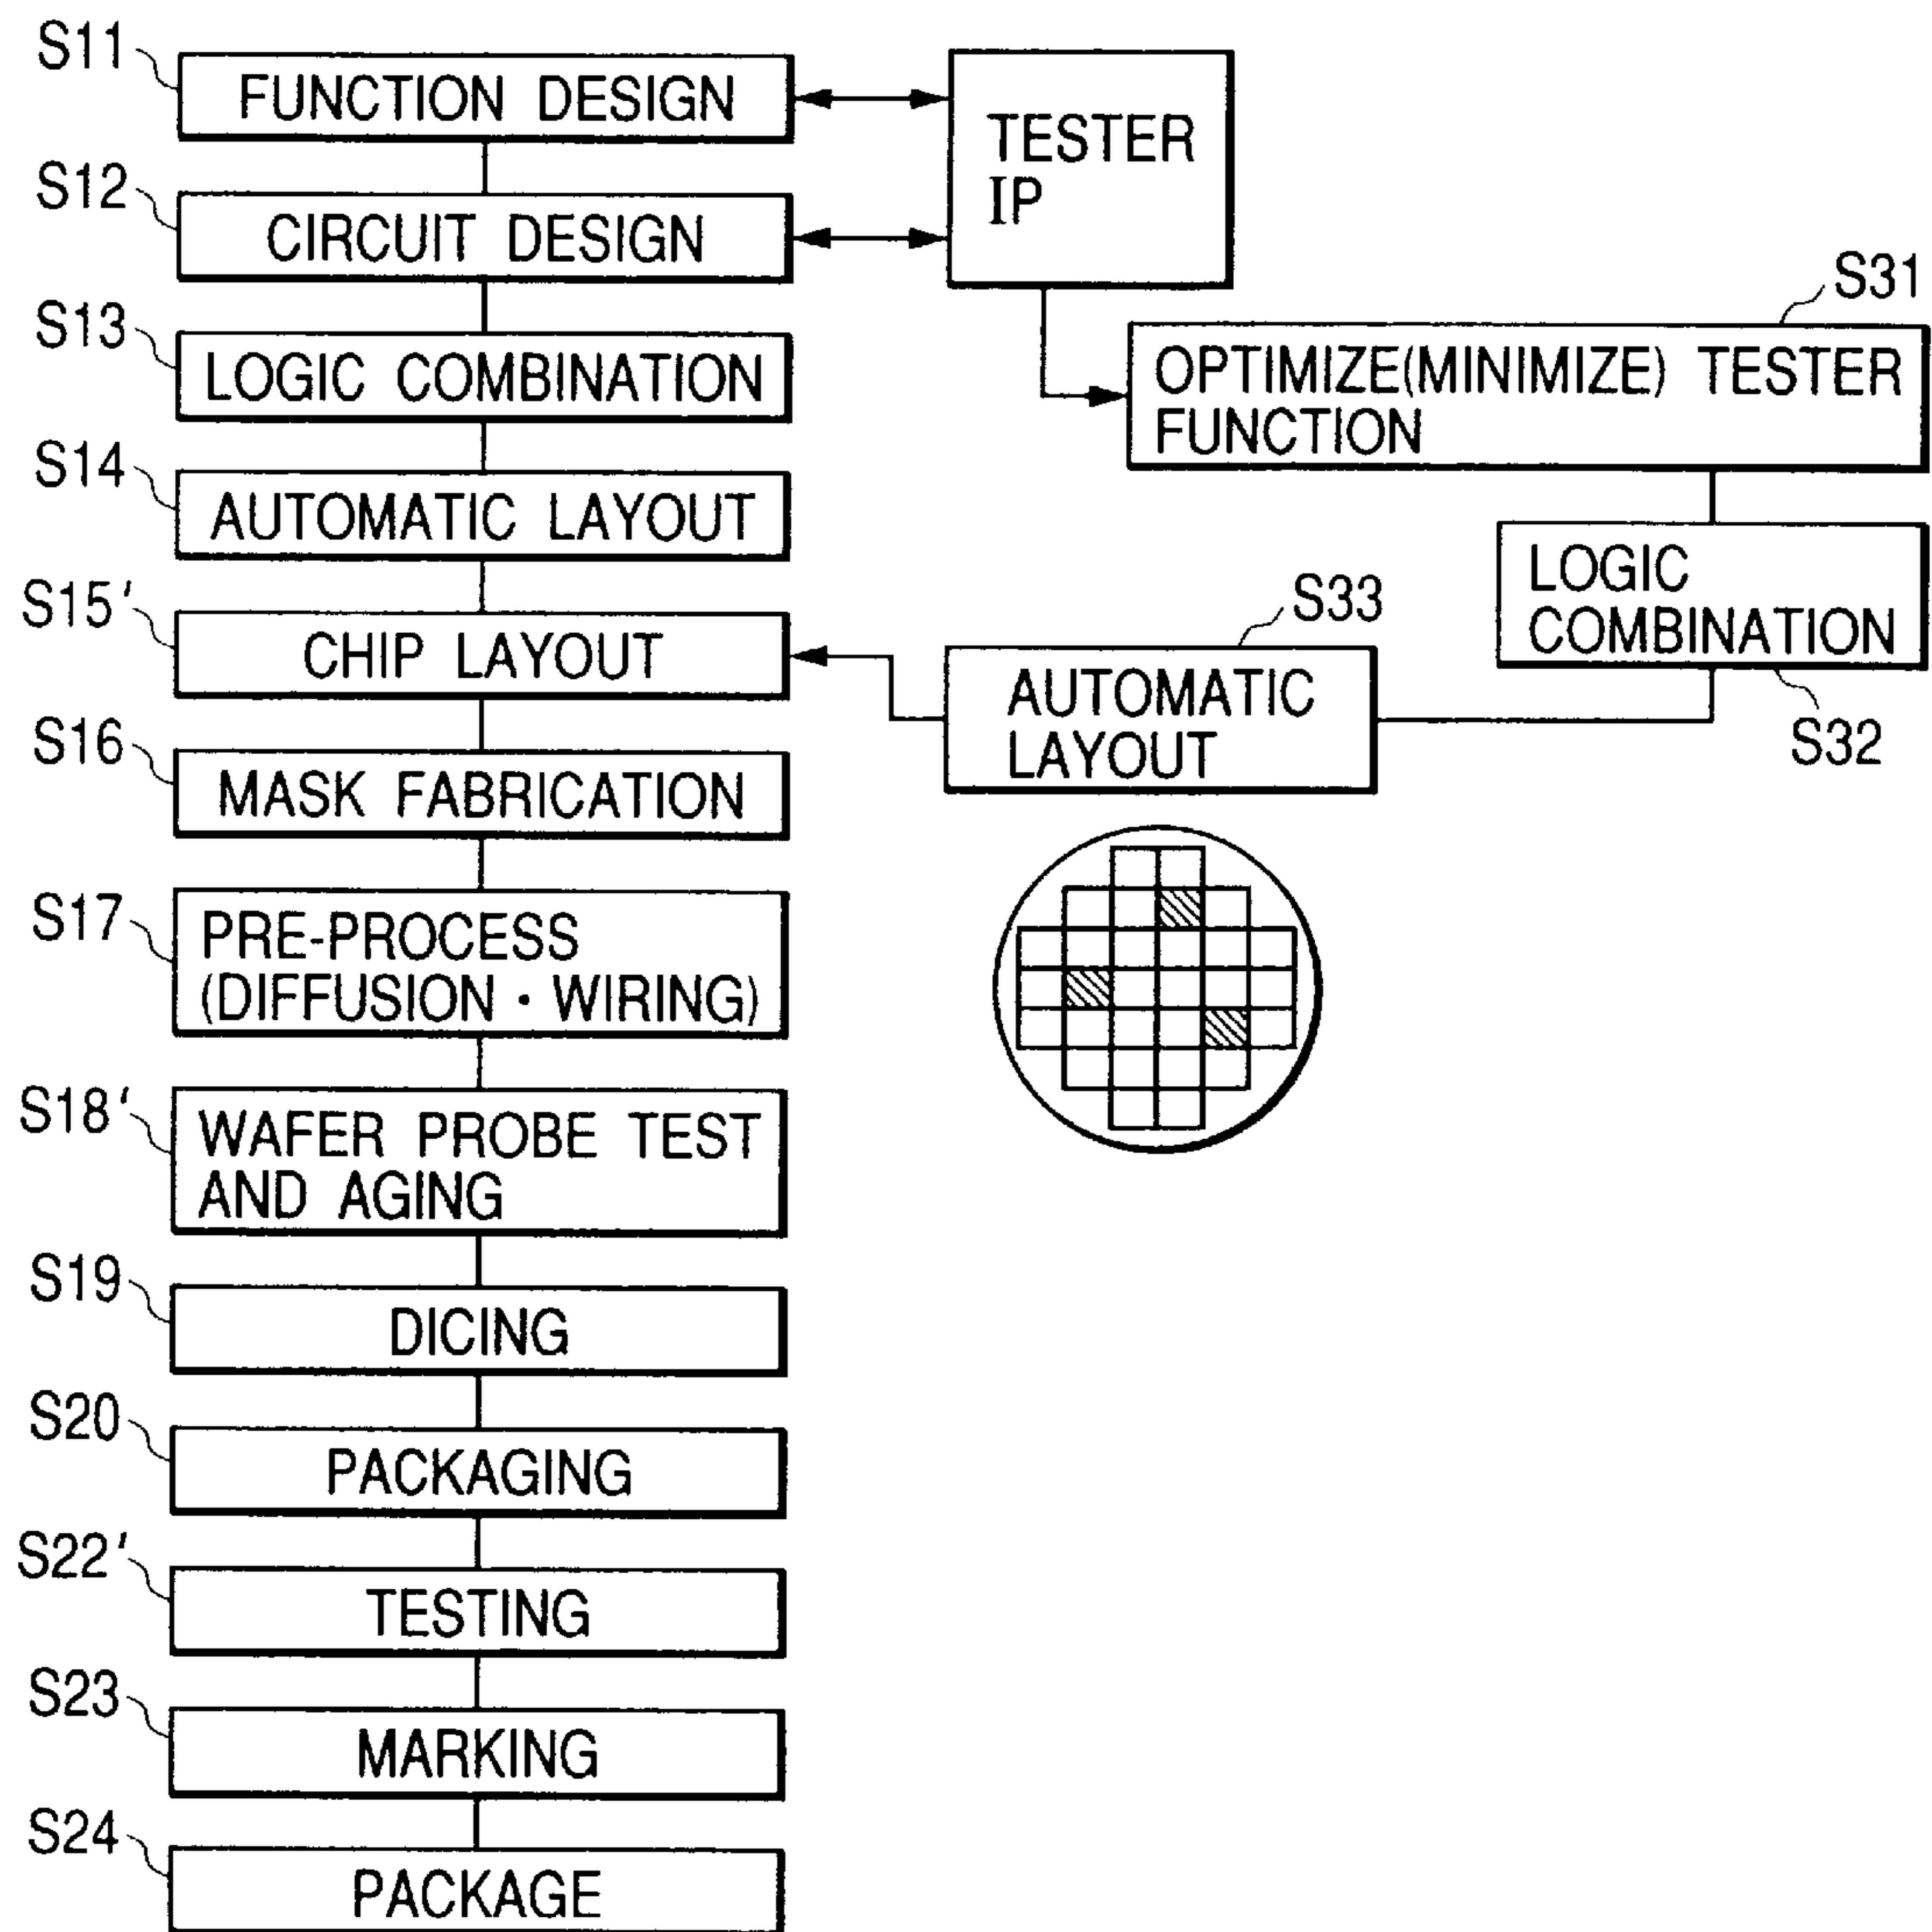 S11
FUNCTION DESIGN
S12
CIRCUIT DESIGN
S13
LOGIC COMBINATION
S14
AUTOMATIC LAYOUT
S15'
CHIP LAYOUT
S16
MASK FABRICATION
S17
PRE-PROCESS
(DIFFUSION · WIRING)
S18'
WAFER PROBE TEST
AND AGING
S19
DICING
S20
PACKAGING
S22'
TESTING
S23
MARKING
S24
PACKAGE
TESTER
IP
S31
OPTIMIZE(MINIMIZE) TESTER
FUNCTION
LOGIC
COMBINATION
S32
S33
AUTOMATIC
LAYOUT